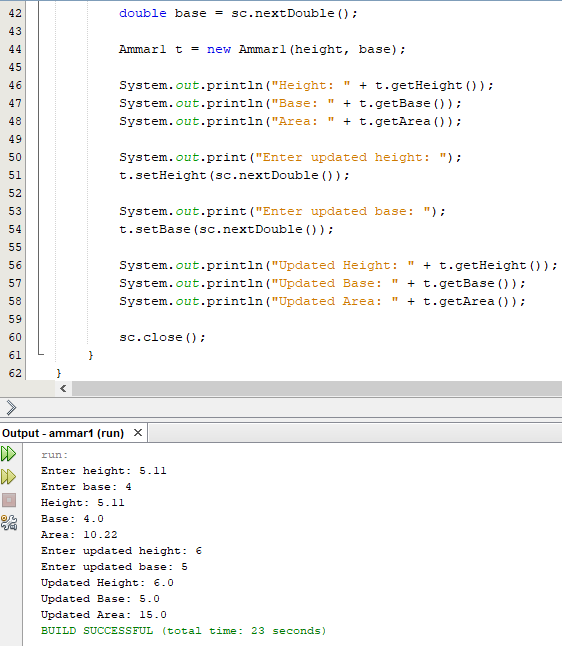 42 double base = sc.nextDouble();
43
44 Ammar1 t = new Ammar1(height, base);
45
46 System.out.println("Height: " + t.getHeight());
47 System.out.println("Base: " + t.getBase());
48 System.out.println("Area: " + t.getArea());
49
50 System.out.print("Enter updated height: ");
51 t.setHeight(sc.nextDouble());
52
53 System.out.print("Enter updated base: ");
54 t.setBase(sc.nextDouble());
55
56 System.out.println("Updated Height: " + t.getHeight());
57 System.out.println("Updated Base: " + t.getBase());
58 System.out.println("Updated Area: " + t.getArea());
59
60 sc.close();
61 }
62 }
Output - ammar1 (run)
run:
Enter height: 5.11
Enter base: 4
Height: 5.11
Base: 4.0
Area: 10.22
Enter updated height: 6
Enter updated base: 5
Updated Height: 6.0
Updated Base: 5.0
Updated Area: 15.0
BUILD SUCCESSFUL (total time: 23 seconds)